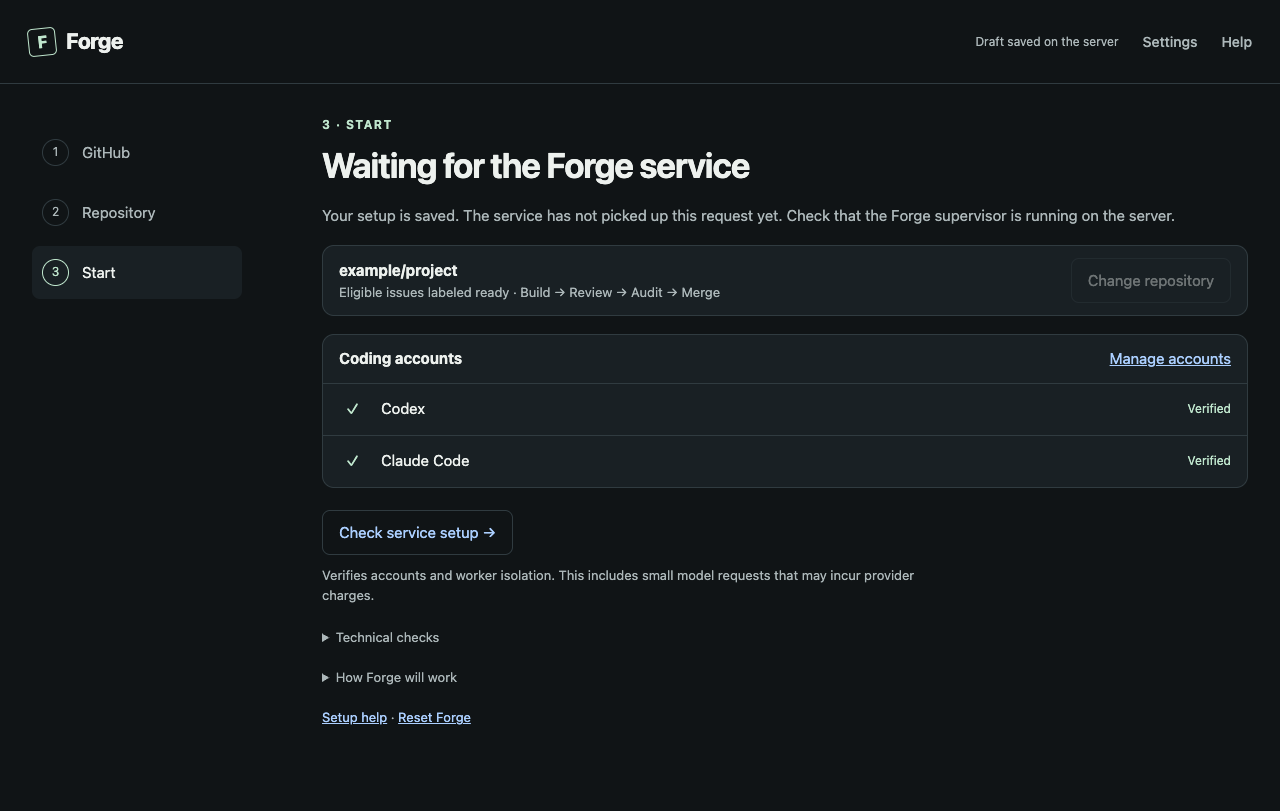 F Forge
Draft saved on the server
Settings
Help
1 GitHub
2 Repository
3 Start
3 · START
Waiting for the Forge service
Your setup is saved. The service has not picked up this request yet. Check that the Forge supervisor is running on the server.
example/project
Eligible issues labeled ready · Build → Review → Audit → Merge
Change repository
Coding accounts
Manage accounts
✓ Codex
Verified
✓ Claude Code
Verified
Check service setup →
Verifies accounts and worker isolation. This includes small model requests that may incur provider
charges.
▶ Technical checks
▶ How Forge will work
Setup help · Reset Forge